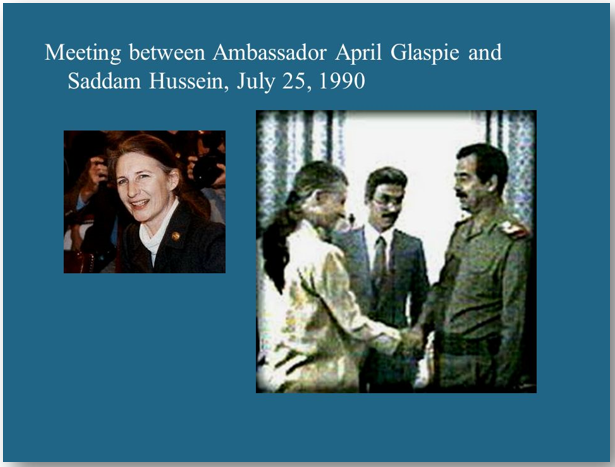 Meeting between Ambassador April Glaspie and
Saddam Hussein, July 25, 1990